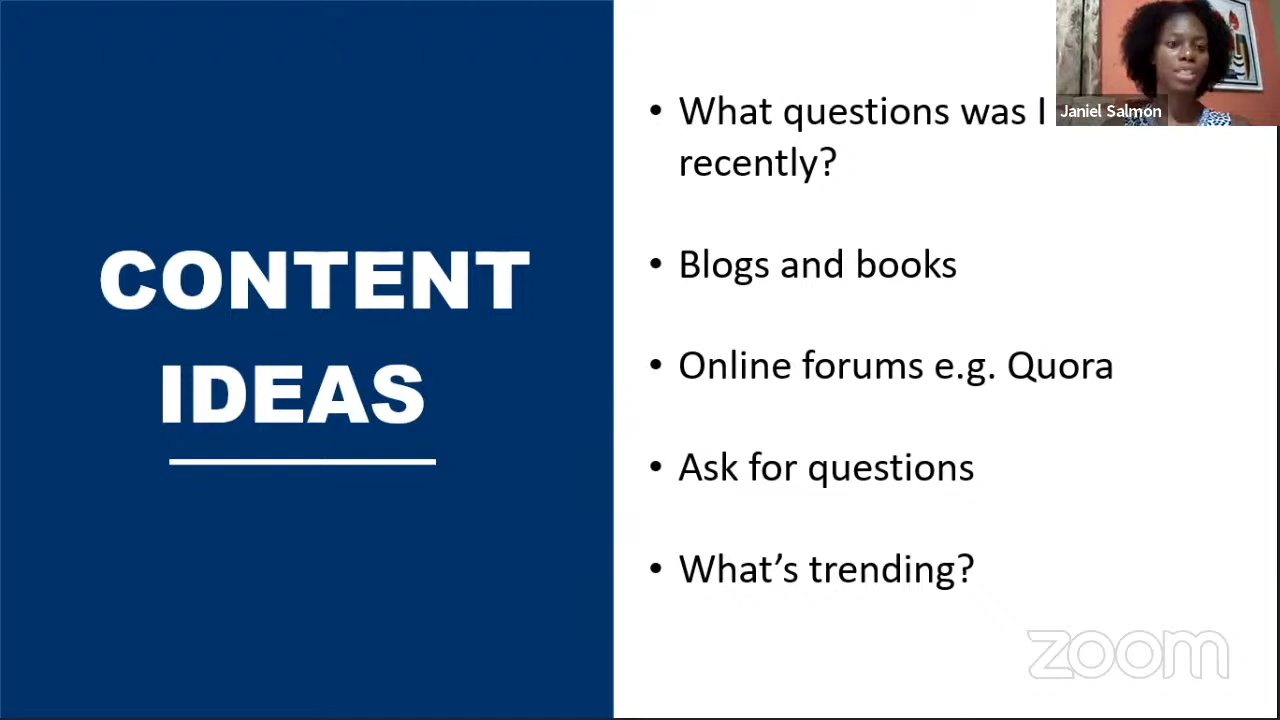 CONTENT
IDEAS
• What questions was I
recently?
• Blogs and books
• Online forums e.g. Quora
• Ask for questions
• What’s trending?
Janiel Salmon
zoom